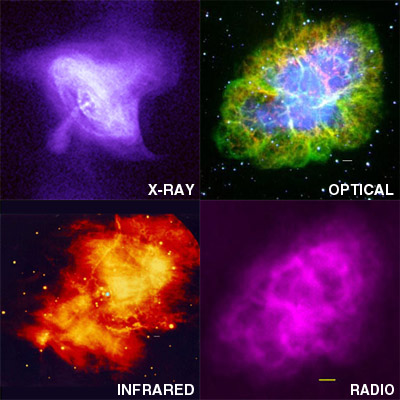 X-RAY
OPTICAL
INFRARED
RADIO